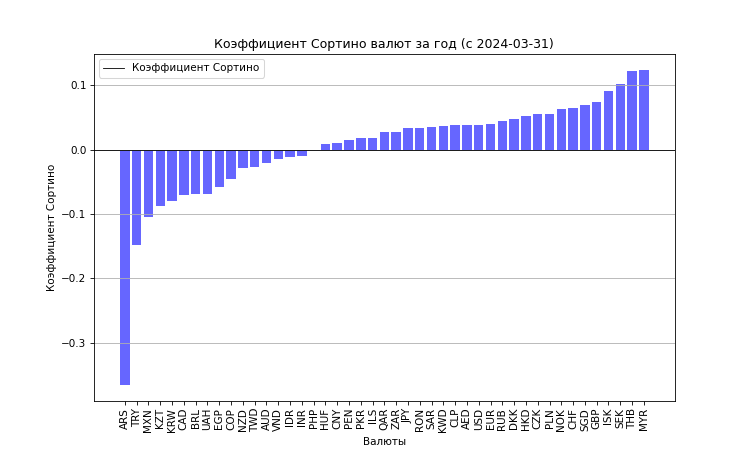 Коэффициент Сортино валют за год (с 2024-03-31)
Коэффициент Сортино
0.1
0.0
−0.1
−0.2
−0.3
Коэффициент Сортино
ARS
TRY
MXN
KZT
KRW
CAD
BRL
UAH
EGP
COP
NZD
TWD
AUD
VND
IDR
INR
PHP
HUF
CNY
PEN
PKR
ILS
QAR
ZAR
JPY
RON
SAR
KWD
CLP
AED
USD
EUR
RUB
DKK
HKD
CZK
PLN
NOK
CHF
SGD
GBP
ISK
SEK
THB
MYR
Валюты